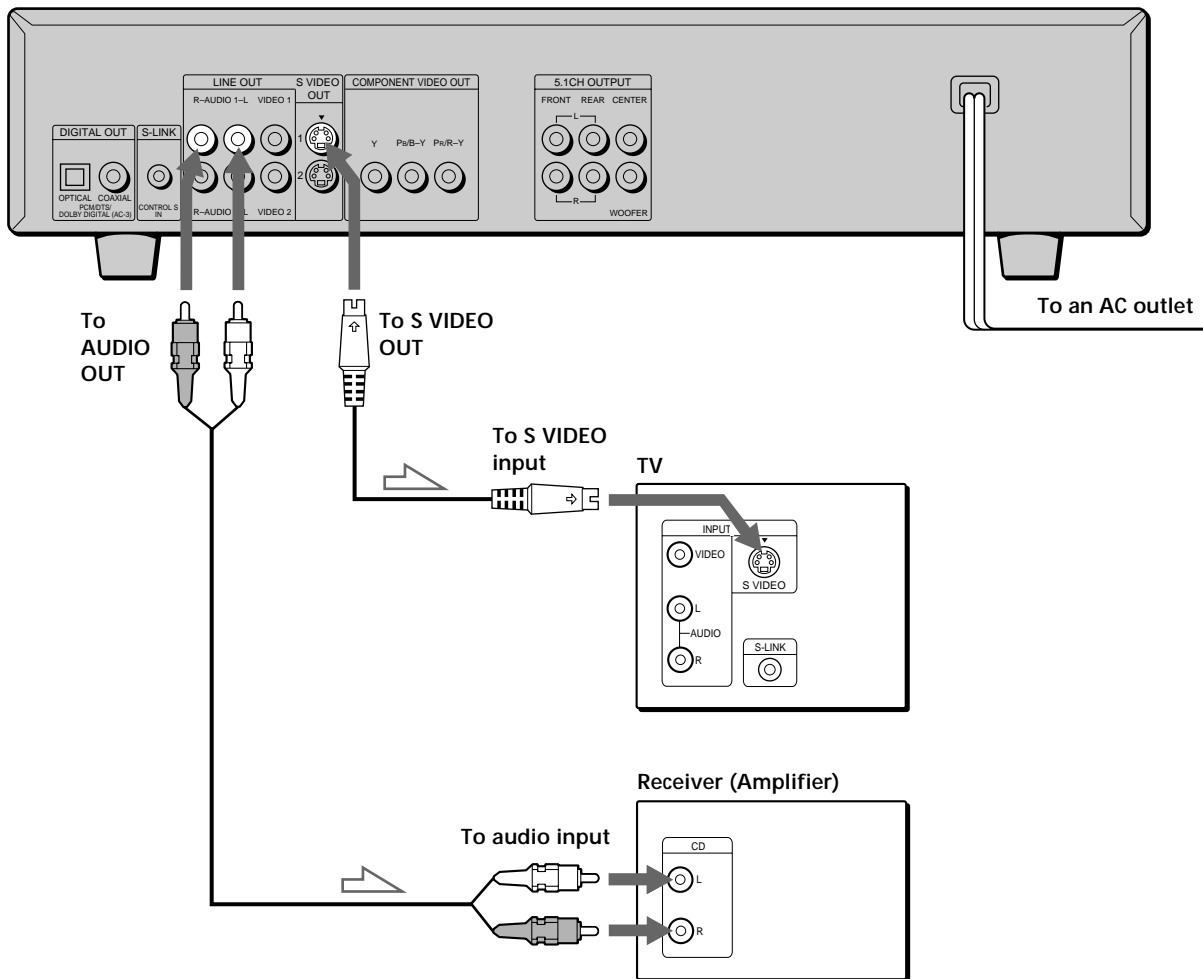 LINE OUT
S VIDEO
OUT
COMPONENT VIDEO OUT
5.1CH OUTPUT
R–AUDIO 1–L
VIDEO 1
FRONT
REAR
CENTER
L
DIGITAL OUT
S-LINK
1
Y
PB/B–Y
PR/R–Y
2
OPTICAL
COAXIAL
PCM/DTS/
DOLBY DIGITAL (AC-3)
CONTROL S
IN
R–AUDIO L
VIDEO 2
R
WOOFER
To
AUDIO
OUT
To S VIDEO
OUT
To an AC outlet
To S VIDEO
input
TV
INPUT
VIDEO
S VIDEO
L
AUDIO
R
S-LINK
Receiver (Amplifier)
To audio input
CD
L
R